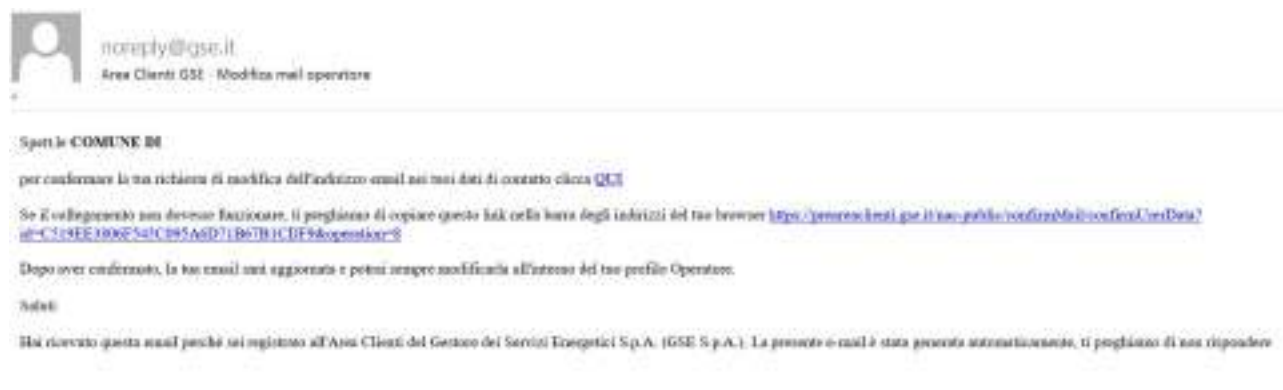 noreply@gse.it
Area Clienti GSE - Modifica mail operatore
Spett.le COMUNE DI
per confermare la tua richiesta di modifica dell'indirizzo email nei tuoi dati di contatto clicca QUI
Se il collegamento non dovesse funzionare, ti preghiamo di copiare questo link nella barra degli indirizzi del tuo browser
Dopo aver confermato, la tua email sarà aggiornata e potrai sempre modificarla all'interno del tuo profilo Operatore.
Saluti
Hai ricevuto questa email perché sei registrato all'Area Clienti del Gestore dei Servizi Energetici S.p.A. (GSE S.p.A.). La presente e-mail è stata generata automaticamente, ti preghiamo di non rispondere